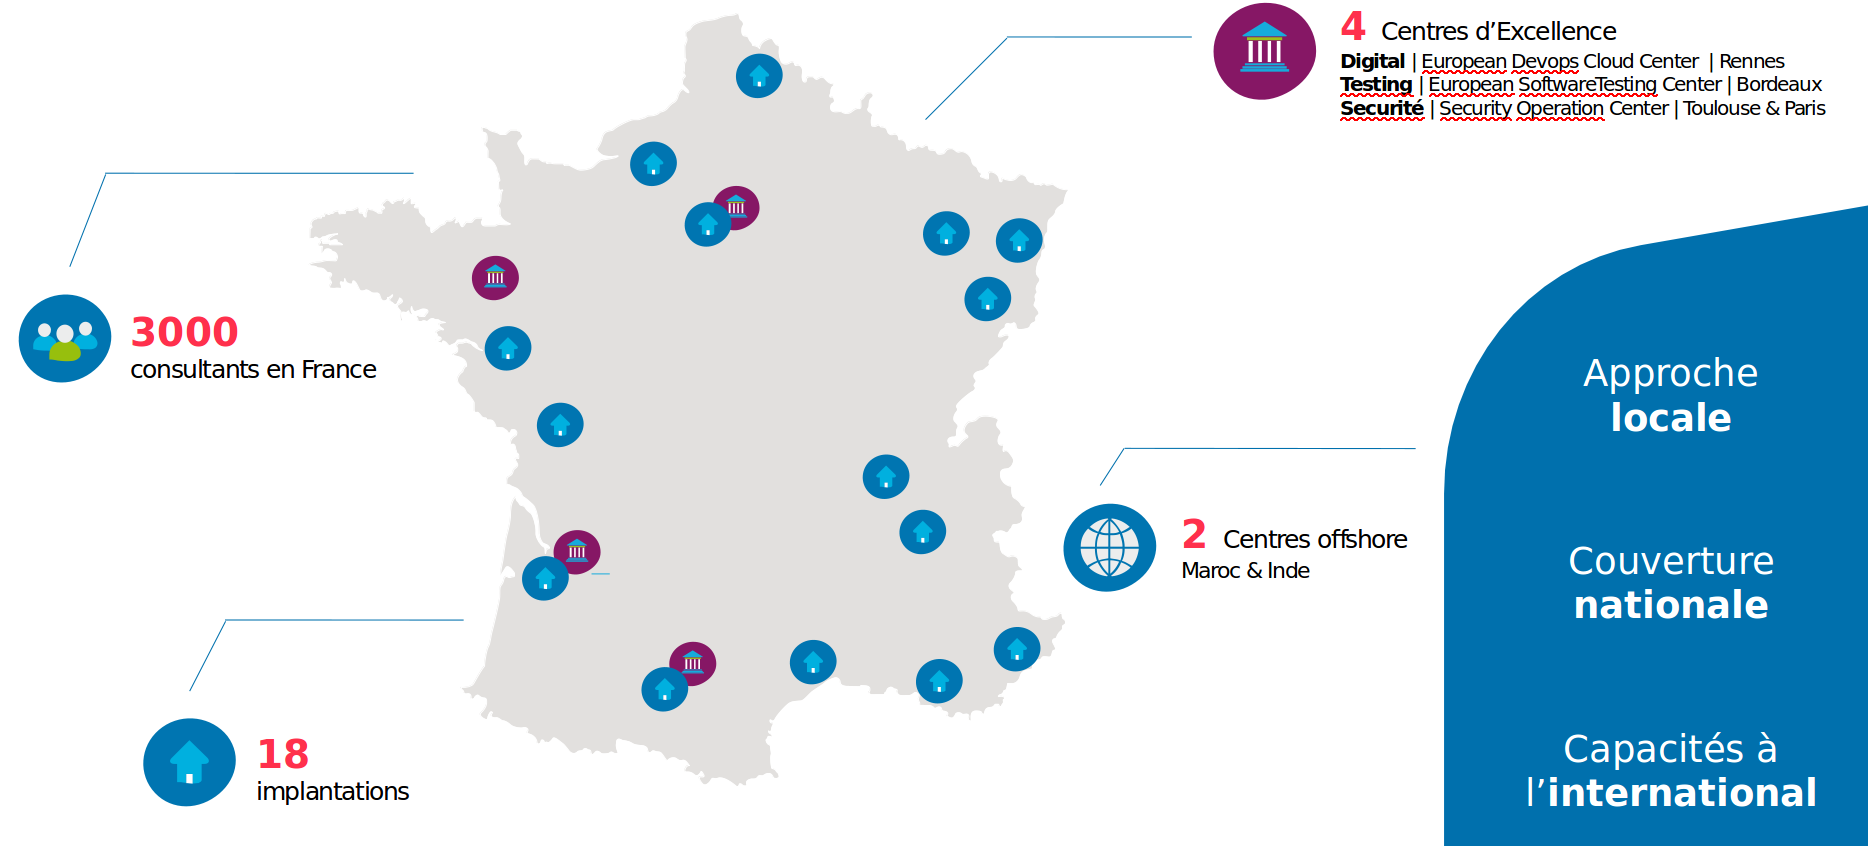 4 Centres d’Excellence
Digital | European Devops Cloud Center | Rennes
Testing | European SoftwareTesting Center | Bordeaux
Securité | Security Operation Center | Toulouse & Paris
3000
consultants en France
Approche
locale
2 Centres offshore
Maroc & Inde
Couverture
nationale
18
implantations
Capacités à
l’international